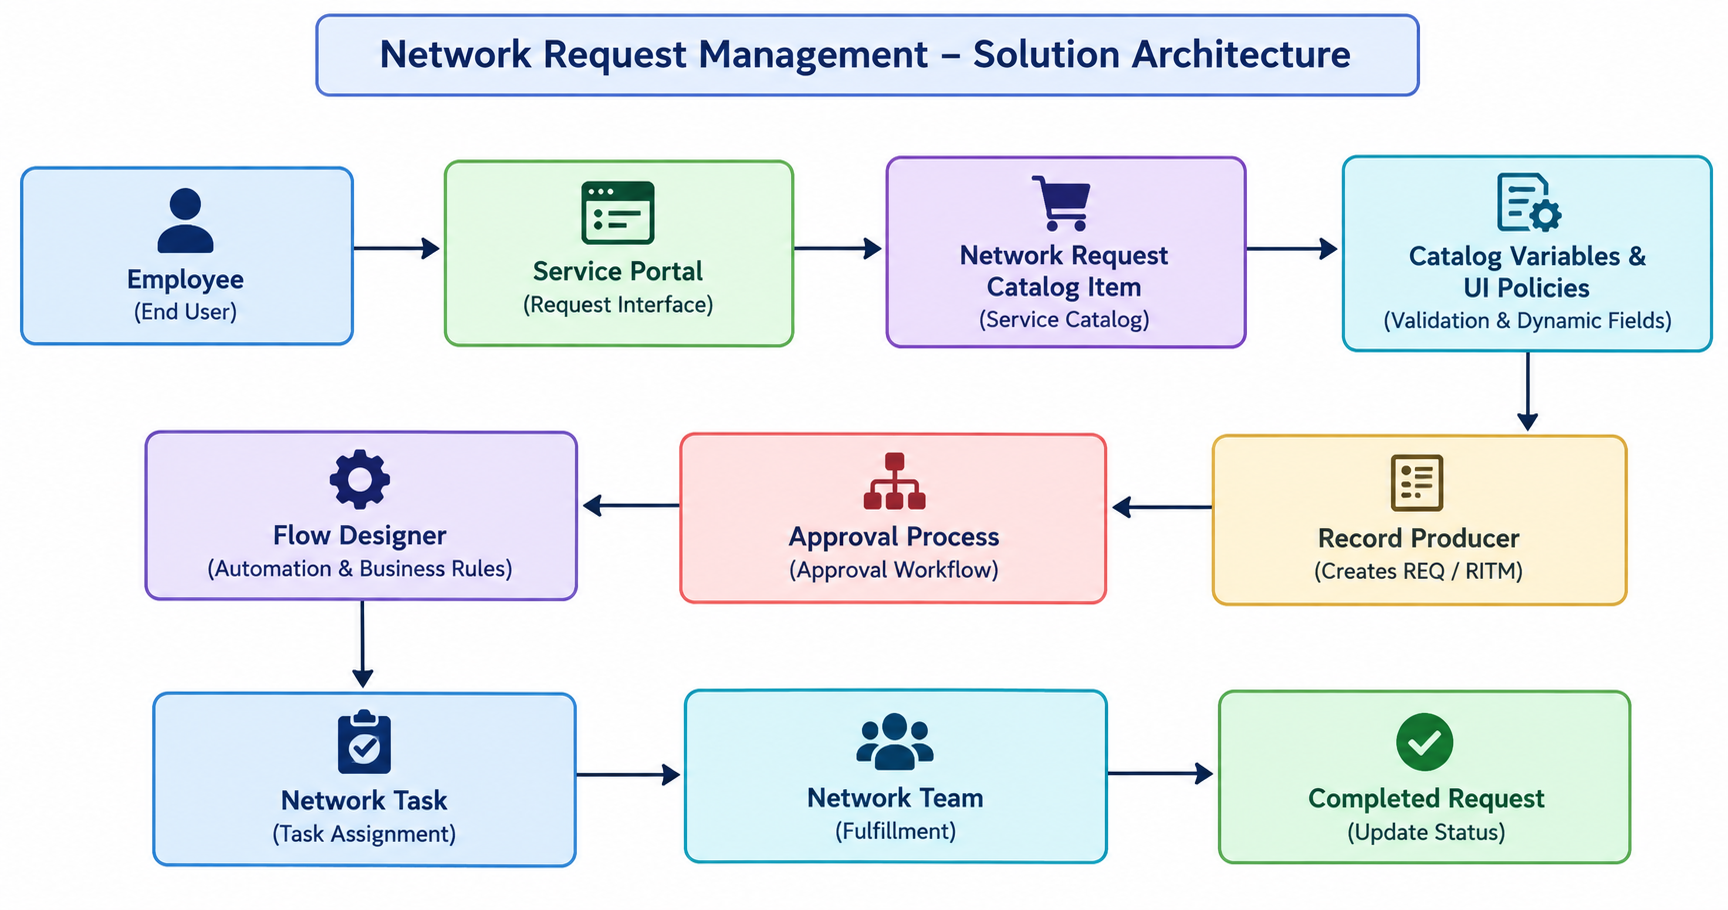 Network Request Management – Solution Architecture
Employee
(End User)
Service Portal
(Request Interface)
Network Request
Catalog Item
(Service Catalog)
Catalog Variables &
UI Policies
(Validation & Dynamic Fields)
Flow Designer
(Automation & Business Rules)
Approval Process
(Approval Workflow)
Record Producer
(Creates REQ / RITM)
Network Task
(Task Assignment)
Network Team
(Fulfillment)
Completed Request
(Update Status)